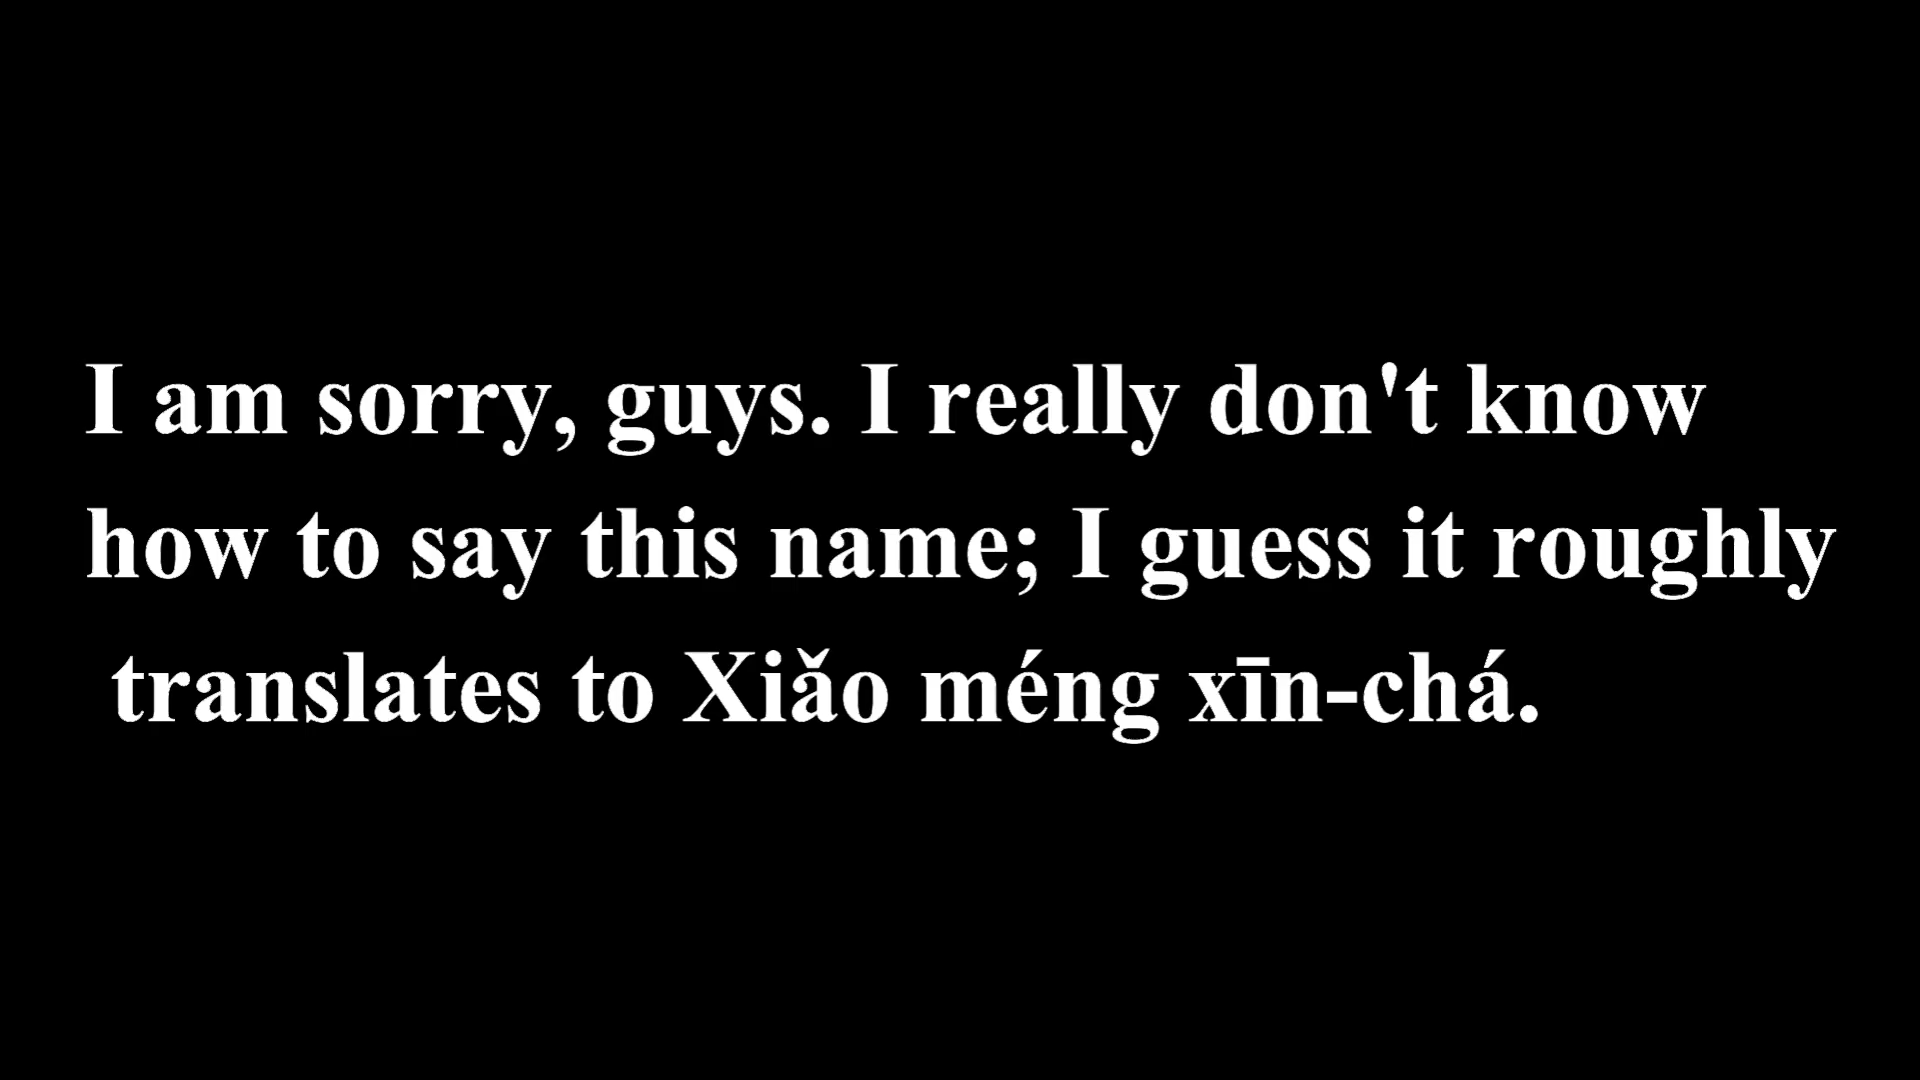 I am sorry, guys. I really don't know
how to say this name; I guess it roughly
translates to Xiǎo méng xīn-chá.